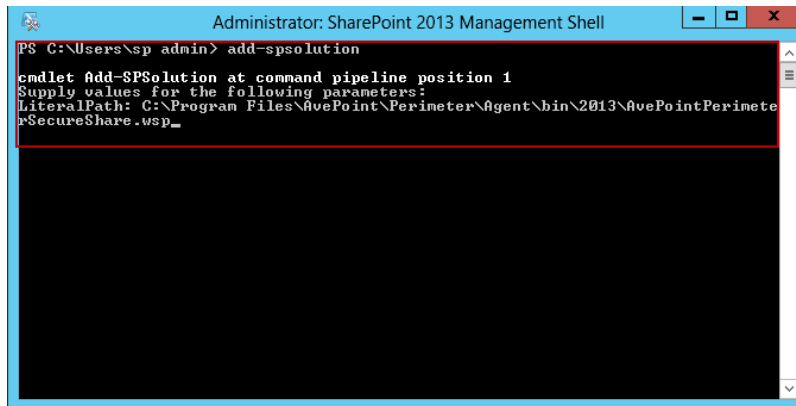 Administrator: SharePoint 2013 Management Shell
PS C:\Users\sp admin> add-spsolution
cmdlet Add-SPSolution at command pipeline position 1
Supply values for the following parameters:
LiteralPath: C:\Program Files\AvePoint\Perimeter\Agent\bin\2013\AvePointPerimete
rSecureShare.wsp_